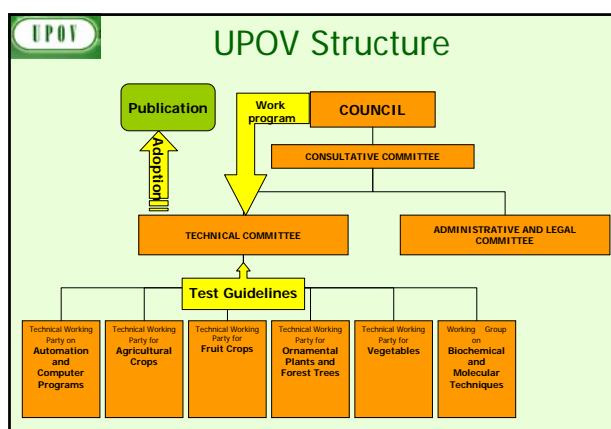 UPOV
UPOV Structure
Publication
Work
program
COUNCIL
Adoption
CONSULTATIVE COMMITTEE
TECHNICAL COMMITTEE
ADMINISTRATIVE AND LEGAL
COMMITTEE
Test Guidelines
Technical Working
Party on
Automation
and
Computer
Programs
Technical Working
Party for
Agricultural
Crops
Technical Working
Party for
Fruit Crops
Technical Working
Party for
Ornamental
Plants and
Forest Trees
Technical Working
Party for
Vegetables
Working Group
on
Biochemical
and
Molecular
Techniques